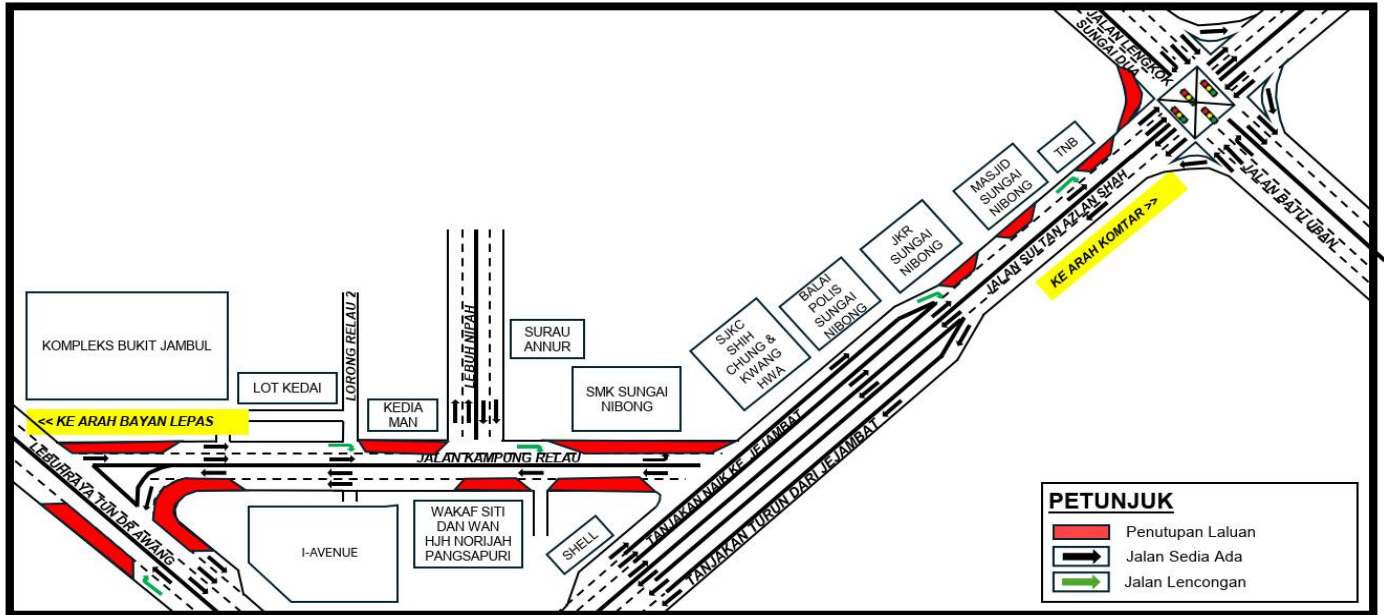 JALAN LENGKOK
SUNGAI DUA
TNB
MASJID
SUNGAI
NIBONG
JALAN SULTAN AZLAN SHAH
JALAN BATU UBAN
KE ARAH KOMTAR >>
JKR
SUNGAI
NIBONG
BALAI
POLIS
SUNGAI
NIBONG
SJKC
SHIH
CHUNG &
KWANG
HWA
KOMPLEKS BUKIT JAMBUL
LOT KEDAI
LORONG RELAU 2
LEBUH NIPAH
SURAU
ANNUR
SMK SUNGAI
NIBONG
KEDIA
MAN
<< KE ARAH BAYAN LEPAS
JALAN KAMPUNG RELAU
LEBUHRAYA TUN DR AWANG
I-AVENUE
WAKAF SITI
DAN WAN
HJH NORIJAH
PANGSAPURI
SHELL
TANJAKAN NAIK KE JEJAMBAT
TANJAKAN TURUN DARI JEJAMBAT
PETUNJUK
Penutupan Laluan
Jalan Sedia Ada
Jalan Lencongan